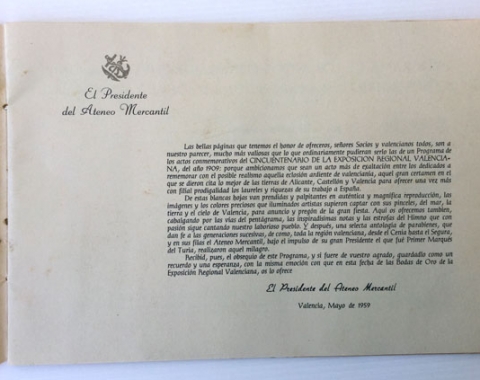 El Presidente
del Ateneo Mercantil
Las bellas páginas que tenemos el honor de ofreceros, señores Socios y valencianos todos, son a
nuestro parecer, mucho más valiosas que lo que ordinariamente pudieran serlo las de un Programa de
los actos conmemorativos del CINCUENTENARIO DE LA EXPOSICION REGIONAL VALENCIA-
NA, del año 1909: porque ambicionamos que sean un acto más de exaltación entre los dedicados a
rememorar con el posible realismo aquella eclosión ardiente de valencianía, aquel gran certamen en el
que se dieron cita lo mejor de las tierras de Alicante, Castellón y Valencia para ofrecer una vez más
con filial prodigalidad los laureles y riquezas de su trabajo a España.
De estas blancas hojas van prendidas y palpitantes en auténtica y magnífica reproducción, las
imágenes y los colores preciosos que iluminados artistas supieron captar con sus pinceles, del mar, la
tierra y el cielo de Valencia, para anuncio y pregón de la gran fiesta. Aquí os ofrecemos también,
cabalgando por las vías del pentágrama, las inspiradísimas notas y las estrofas del Himno que con
pasión sigue cantando nuestro laborioso pueblo. Y después, una selecta antología de parabienes, que
dan fe a las generaciones sucesivas, de como, toda la región valenciana, desde el Cenia hasta el Segura,
y en sus filas el Ateneo Mercantil, bajo el impulso de su gran Presidente el que fué Primer Marqués
del Turia, realizaron aquel milagro.
Recibid, pues, el obsequio de este Programa, y si fuere de vuestro agrado, guardadlo como un
recuerdo y una esperanza, con la misma emoción con que en esta fecha de las Bodas de Oro de la
Exposición Regional Valenciana, os lo ofrece
El Presidente del Ateneo Mercantil
Valencia, Mayo de 1959